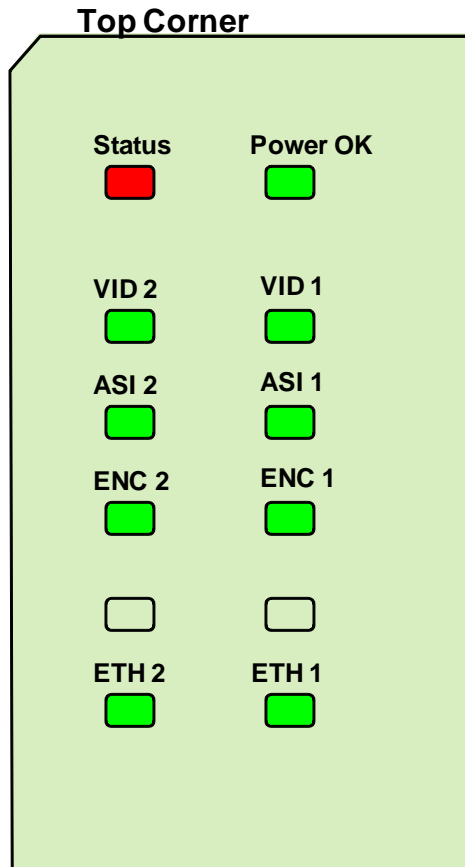 Top Corner
Status Power OK
VID 2 VID 1
ASI 2 ASI 1
ENC 2 ENC 1
ETH 2 ETH 1